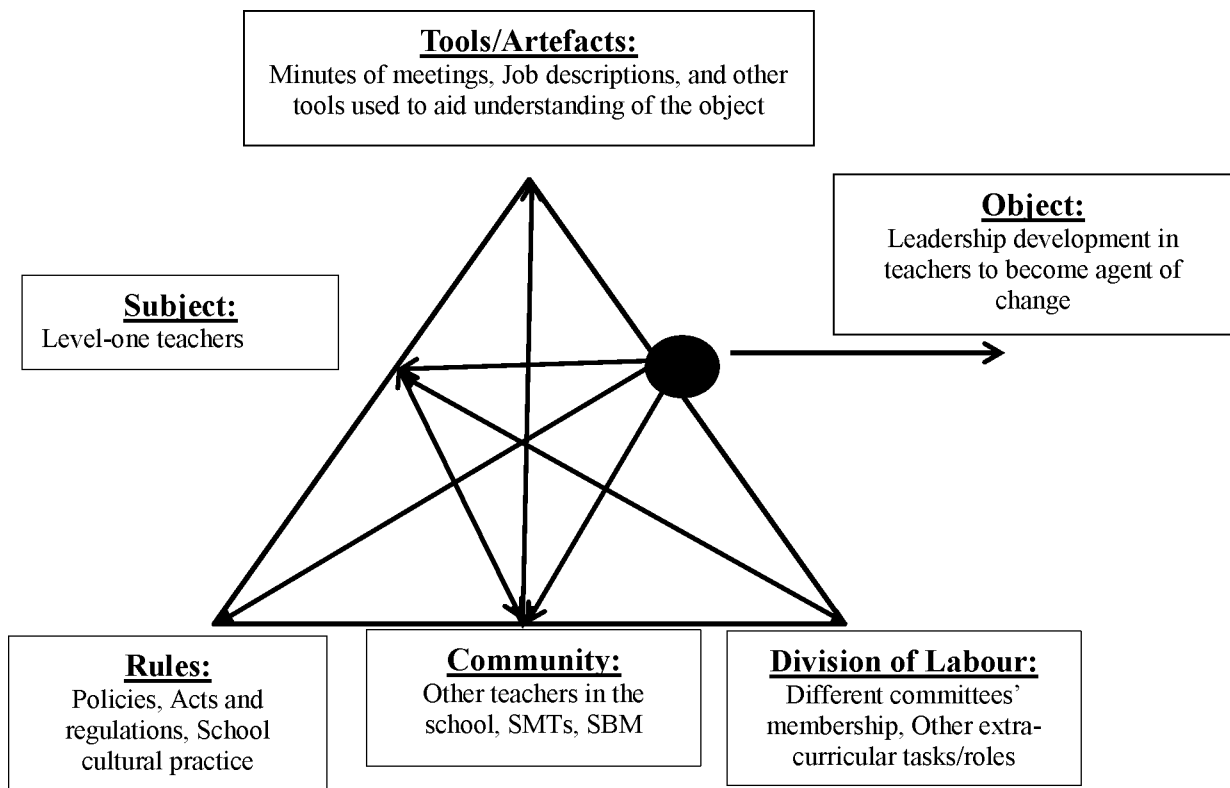 Tools/Artefacts:
Minutes of meetings, Job descriptions, and other
tools used to aid understanding of the object
Object:
Leadership development in
teachers to become agent of
change
Subject:
Level-one teachers
Rules:
Policies, Acts and
regulations, School
cultural practice
Community:
Other teachers in the
school, SMTs, SBM
Division of Labour:
Different committees’
membership, Other extra-
curricular tasks/roles